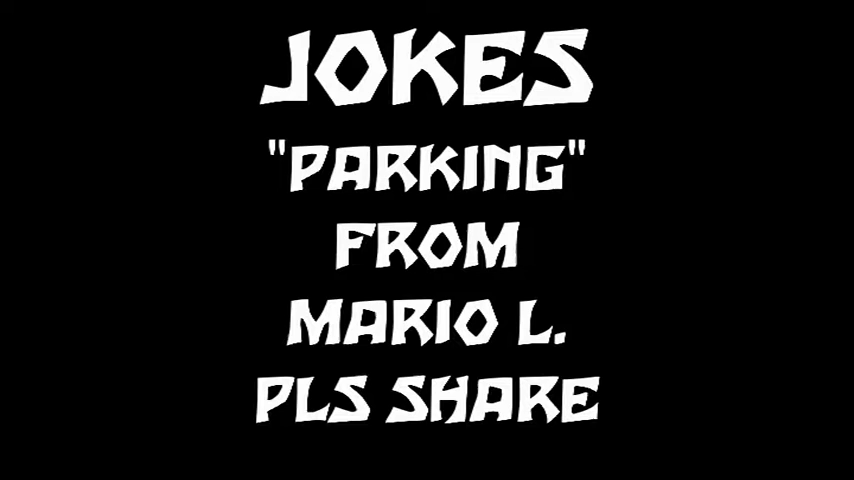 JOKES
"PARKING"
FROM
MARIO L.
PLS SHARE